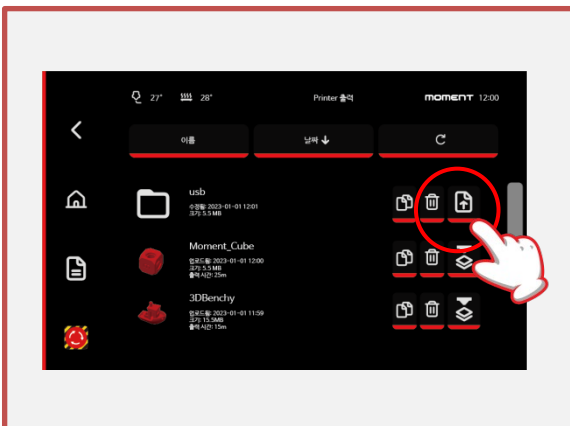 27° 28° Printer 출력 moment 12:00
이름 날짜
usb
수정됨: 2023-01-01 12:01
크기: 5.5 MB
Moment_Cube
업로드됨: 2023-01-01 12:00
크기: 5.5 MB
출력 시간: 25m
3DBenchy
업로드됨: 2023-01-01 11:59
크기: 15.5MB
출력 시간: 15m